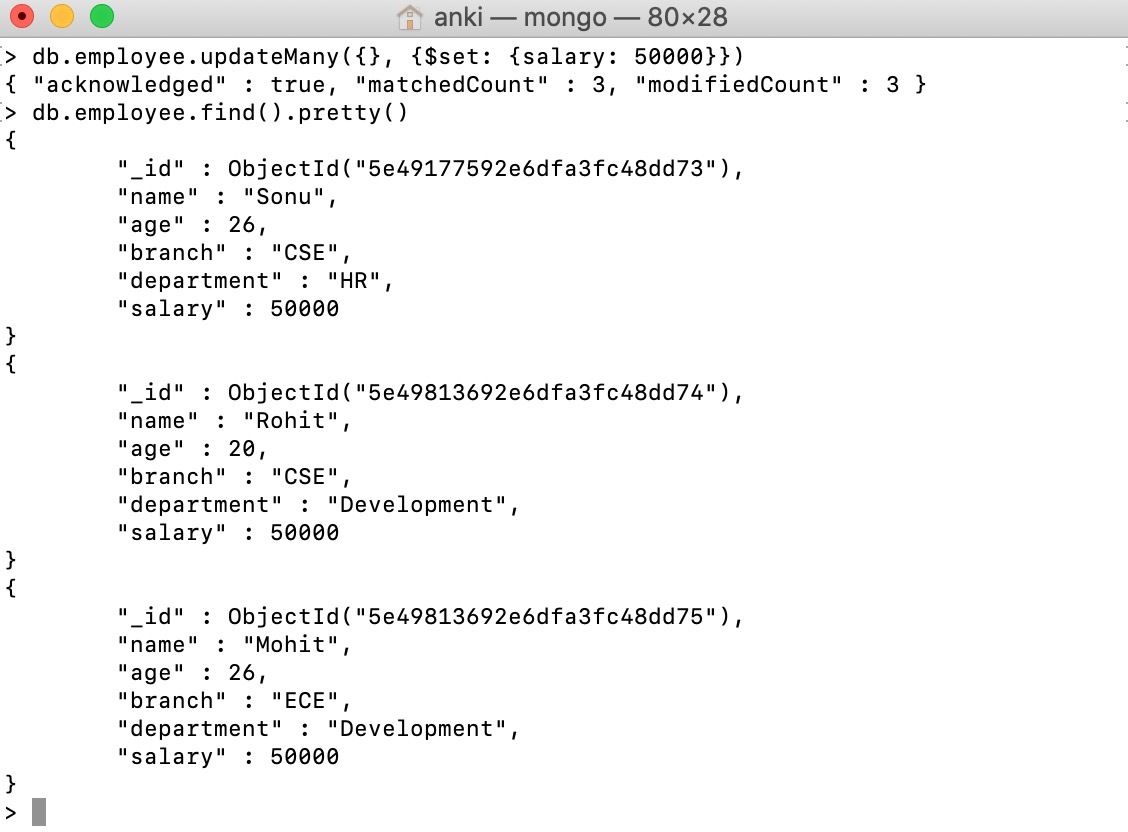 anki — mongo — 80×28
> db.employee.updateMany({}, {$set: {salary: 50000}})
{ "acknowledged" : true, "matchedCount" : 3, "modifiedCount" : 3 }
> db.employee.find().pretty()
{
        "_id" : ObjectId("5e49177592e6dfa3fc48dd73"),
        "name" : "Sonu",
        "age" : 26,
        "branch" : "CSE",
        "department" : "HR",
        "salary" : 50000
}
{
        "_id" : ObjectId("5e49813692e6dfa3fc48dd74"),
        "name" : "Rohit",
        "age" : 20,
        "branch" : "CSE",
        "department" : "Development",
        "salary" : 50000
}
{
        "_id" : ObjectId("5e49813692e6dfa3fc48dd75"),
        "name" : "Mohit",
        "age" : 26,
        "branch" : "ECE",
        "department" : "Development",
        "salary" : 50000
}
>